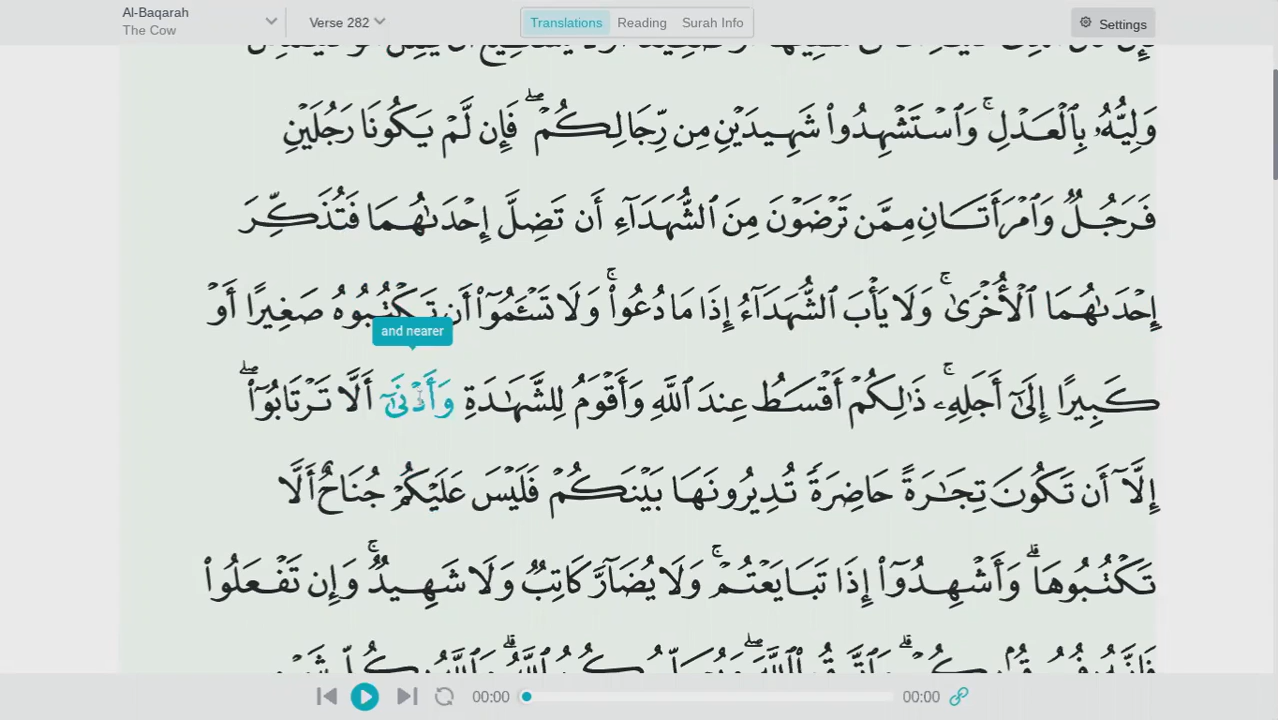 Al-Baqarah
The Cow
Verse 282
Translations
Reading
Surah Info
Settings
وَلِيُّهُۥ بِٱلْعَدْلِ ۚ وَٱسْتَشْهِدُوا۟ شَهِيدَيْنِ مِن رِّجَالِكُمْ ۖ فَإِن لَّمْ يَكُونَا رَجُلَيْنِ
فَرَجُلٌۭ وَٱمْرَأَتَانِ مِمَّن تَرْضَوْنَ مِنَ ٱلشُّهَدَآءِ أَن تَضِلَّ إِحْدَىٰهُمَا فَتُذَكِّرَ
إِحْدَىٰهُمَا ٱلْأُخْرَىٰ ۚ وَلَا يَأْبَ ٱلشُّهَدَآءُ إِذَا مَا دُعُوا۟ ۚ وَلَا تَسْـَٔمُوٓا۟ أَن تَكْتُبُوهُ صَغِيرًا أَوْ
and nearer
كَبِيرًا إِلَىٰٓ أَجَلِهِۦ ۚ ذَٰلِكُمْ أَقْسَطُ عِندَ ٱللَّهِ وَأَقْوَمُ لِلشَّهَـٰدَةِ وَأَدْنَىٰٓ أَلَّا تَرْتَابُوٓا۟ ۖ
إِلَّآ أَن تَكُونَ تِجَـٰرَةً حَاضِرَةًۭ تُدِيرُونَهَا بَيْنَكُمْ فَلَيْسَ عَلَيْكُمْ جُنَاحٌ أَلَّا
تَكْتُبُوهَا ۗ وَأَشْهِدُوٓا۟ إِذَا تَبَايَعْتُمْ ۚ وَلَا يُضَآرَّ كَاتِبٌۭ وَلَا شَهِيدٌۭ ۚ وَإِن تَفْعَلُوا۟
00:00
00:00